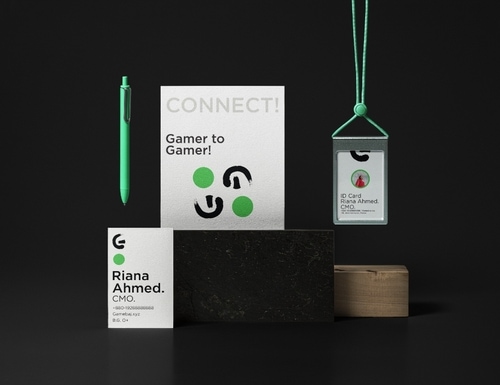 CONNECT!
Gamer to
Gamer!
ID Card
Riana Ahmed.
CMO.
Riana
Ahmed.
CMO.
B.G. O+